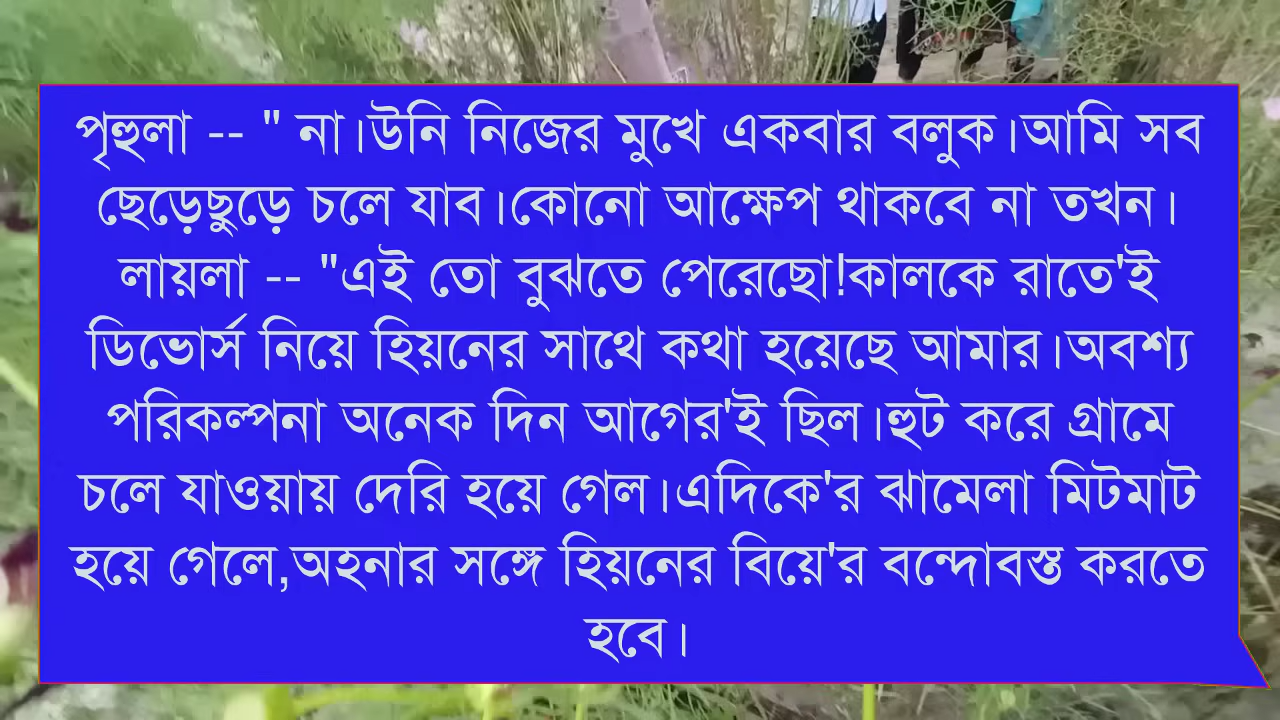 পৃহুলা -- " না।উনি নিজের মুখে একবার বলুক।আমি সব
ছেড়েছুড়ে চলে যাব।কোনো আক্ষেপ থাকবে না তখন।
লায়লা -- "এই তো বুঝতে পেরেছো!কালকে রাতে'ই
ডিভোর্স নিয়ে হিয়নের সাথে কথা হয়েছে আমার।অবশ্য
পরিকল্পনা অনেক দিন আগের'ই ছিল।হুট করে গ্রামে
চলে যাওয়ায় দেরি হয়ে গেল।এদিকে'র ঝামেলা মিটমাট
হয়ে গেলে,অহনার সঙ্গে হিয়নের বিয়ে'র বন্দোবস্ত করতে
হবে।